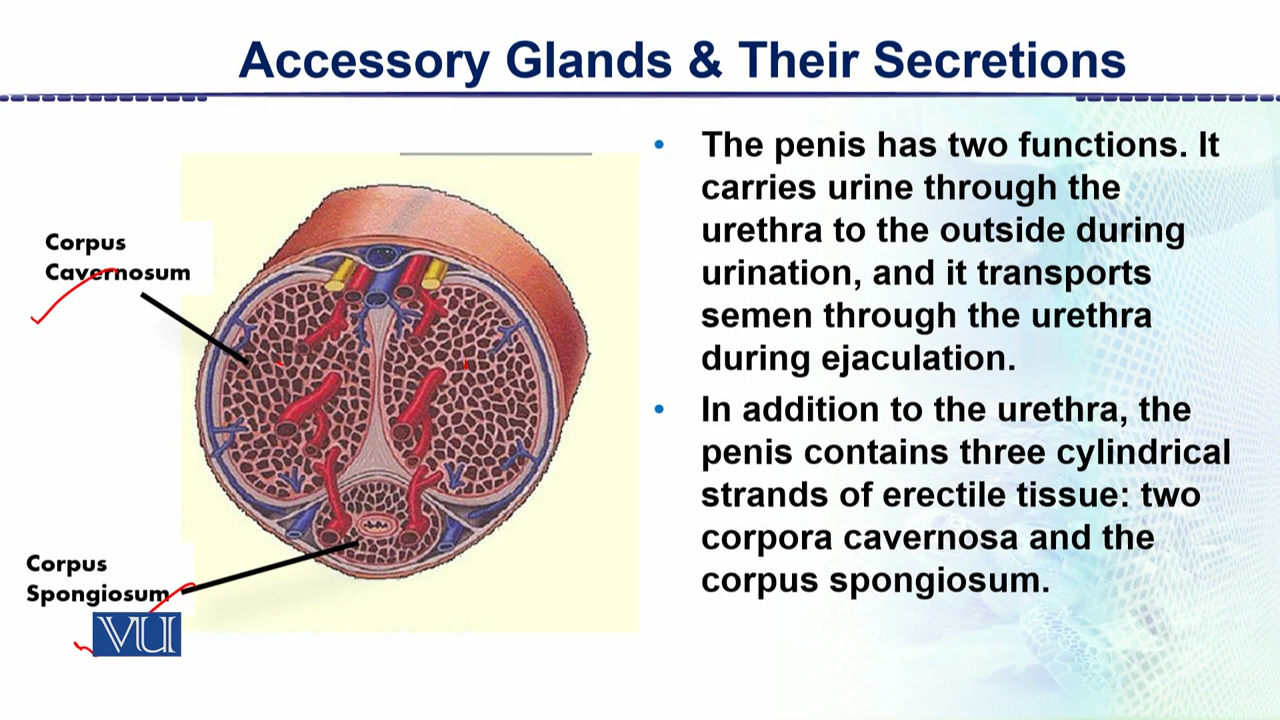 Accessory Glands & Their Secretions
Corpus
Cavernosum
Corpus
Spongiosum
VU
• The penis has two functions. It
carries urine through the
urethra to the outside during
urination, and it transports
semen through the urethra
during ejaculation.
• In addition to the urethra, the
penis contains three cylindrical
strands of erectile tissue: two
corpora cavernosa and the
corpus spongiosum.